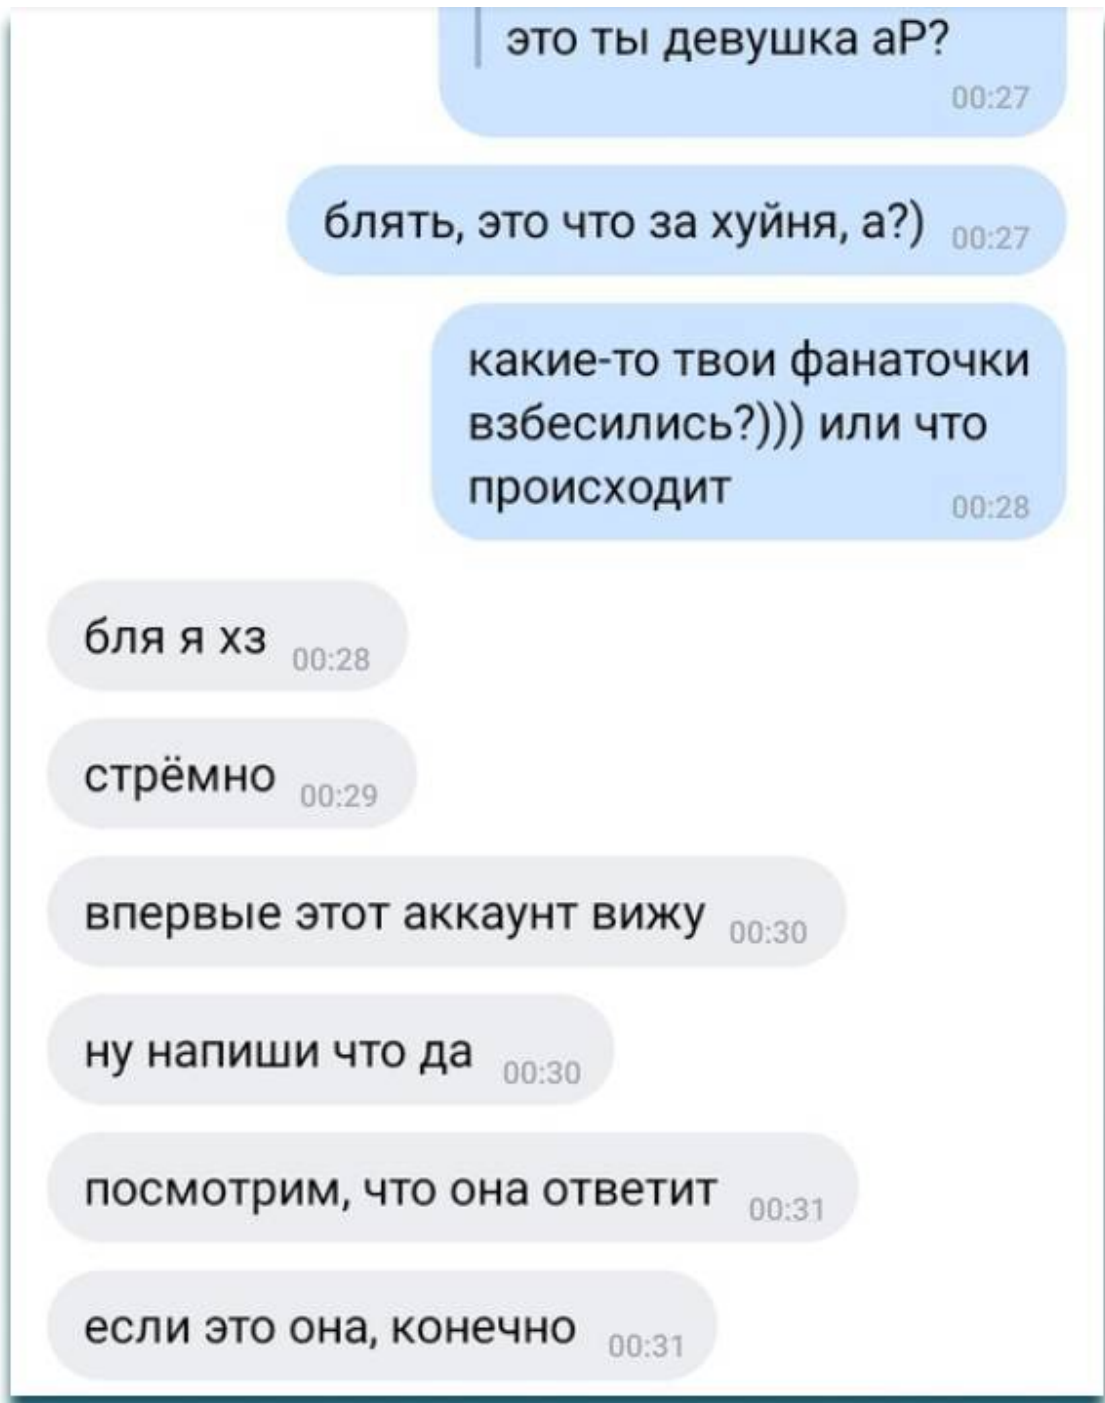 это ты девушка аР?
00:27
блять, это что за хуйня, а?) 00:27
какие-то твои фанаточки
взбесились?))) или что
происходит 00:28
бля я хз 00:28
стрёмно 00:29
впервые этот аккаунт вижу 00:30
ну напиши что да 00:30
посмотрим, что она ответит 00:31
если это она, конечно 00:31